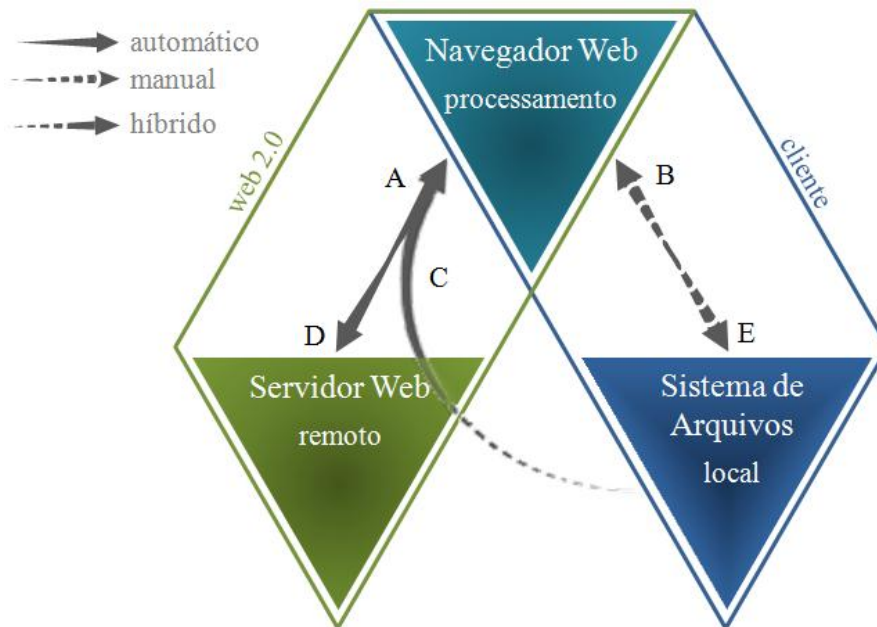 automático
manual
híbrido
Navegador Web
processamento
web 2.0
cliente
A
B
C
D
E
Servidor Web
remoto
Sistema de
Arquivos
local